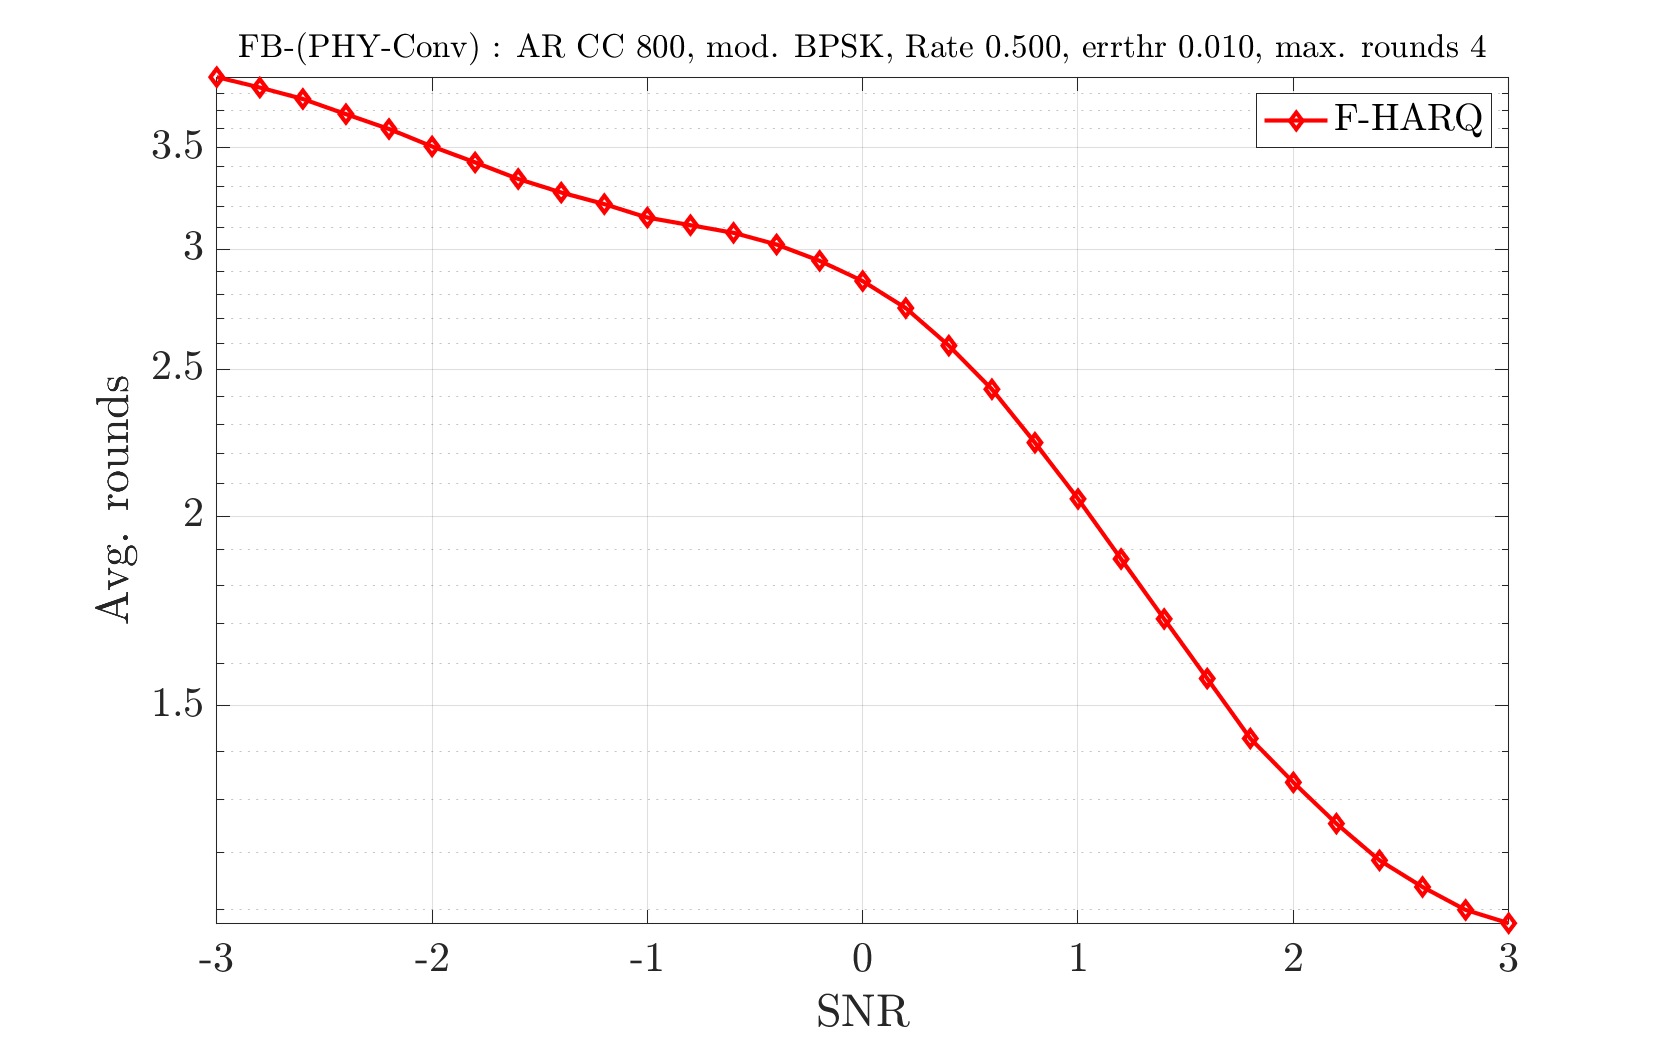 FB-(PHY-Conv) : AR CC 800, mod. BPSK, Rate 0.500, errthr 0.010, max. rounds 4
F-HARQ
3.5
3
2.5
2
1.5
Avg. rounds
-3 -2 -1 0 1 2 3
SNR